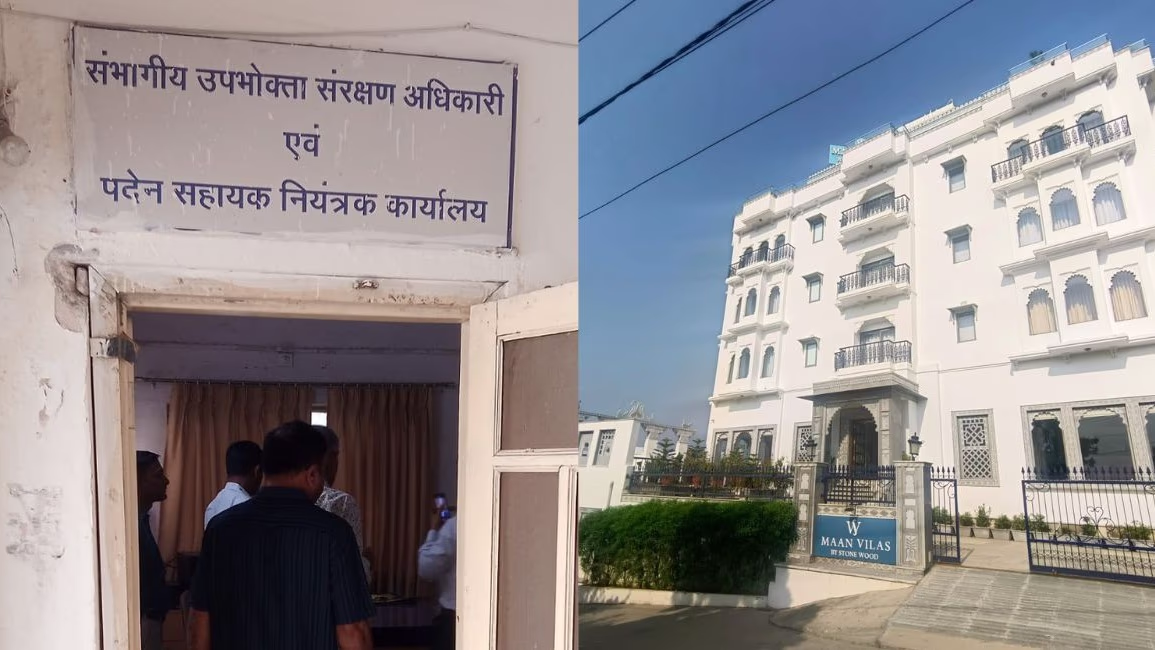 संभागीय उपभोक्ता संरक्षण अधिकारी
एवं
पदेन सहायक नियंत्रक कार्यालय
W
MAAN VILAS
BY STONE WOOD